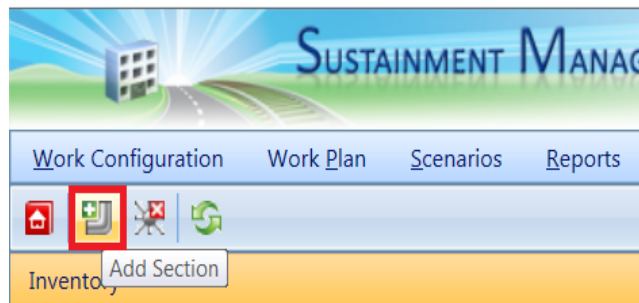 SUSTAINMENT MANAG
Work Configuration Work Plan Scenarios Reports
Add Section
Inventory